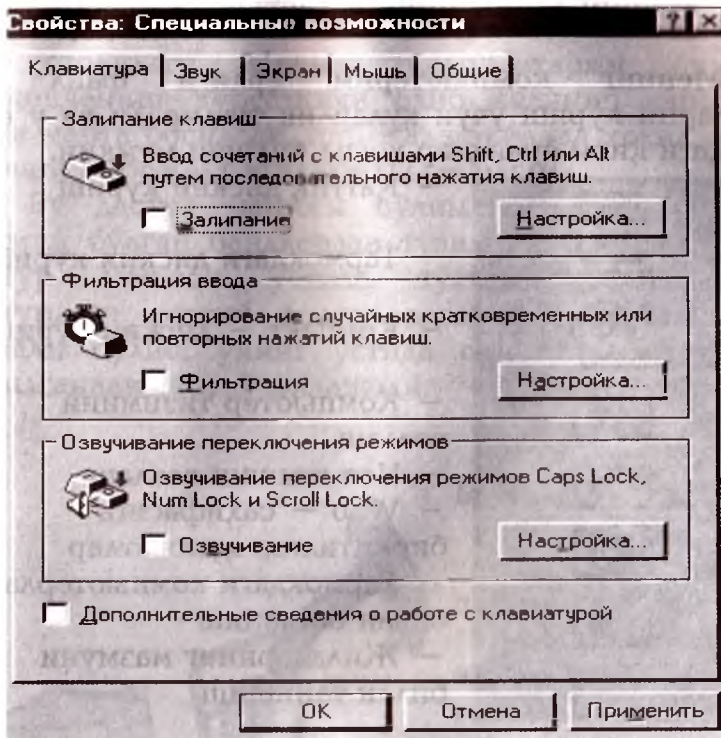 Свойства: Специальные возможности
Клавиатура Звук Экран Мышь Общие
Залипание клавиш
Ввод сочетаний с клавишами Shift, Ctrl или Alt
путем последовательного нажатия клавиш.
Залипание Настройка...
Фильтрация ввода
Игнорирование случайных кратковременных или
повторных нажатий клавиш.
Фильтрация Настройка...
Озвучивание переключения режимов
Озвучивание переключения режимов Caps Lock,
Num Lock и Scroll Lock.
Озвучивание Настройка...
Дополнительные сведения о работе с клавиатурой
OK Отмена Применить